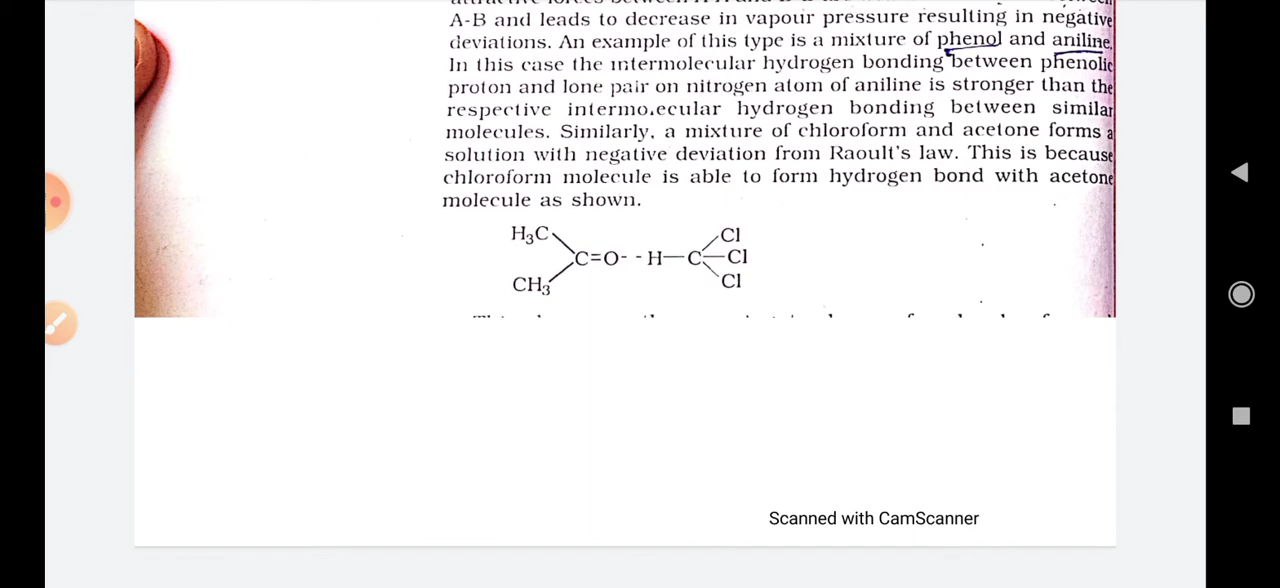 A-B and leads to decrease in vapour pressure resulting in negative
deviations. An example of this type is a mixture of phenol and aniline.
In this case the intermolecular hydrogen bonding between phenolic
proton and lone pair on nitrogen atom of aniline is stronger than the
respective intermolecular hydrogen bonding between similar
molecules. Similarly, a mixture of chloroform and acetone forms a
solution with negative deviation from Raoult's law. This is because
chloroform molecule is able to form hydrogen bond with acetone
molecule as shown.
H₃C Cl
C=O- - H—C—Cl
CH₃ Cl
Scanned with CamScanner